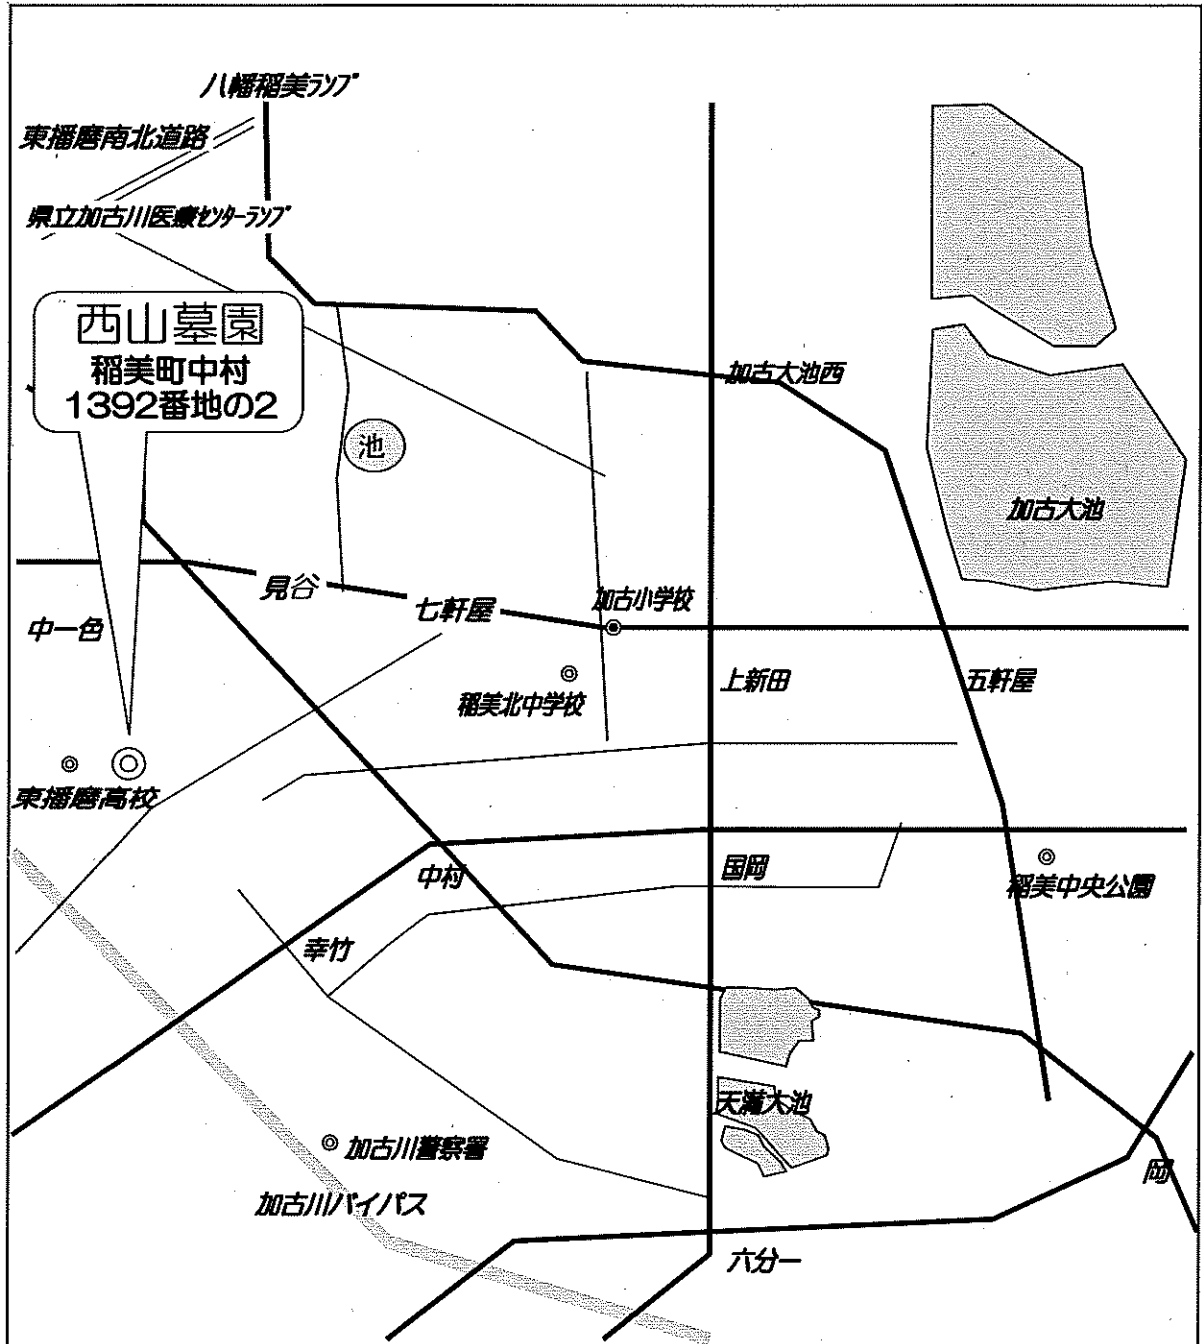 八幡稲美ランプ
東播磨南北道路
県立加古川医療センターランプ
西山墓園
稲美町中村
1392番地の2
加古大池西
池
加古大池
見谷
七軒屋
加古小学校
中一色
稲美北中学校
上新田
五軒屋
東播磨高校
中村
国岡
稲美中央公園
幸竹
天満大池
加古川警察署
岡
加古川バイパス
六分一